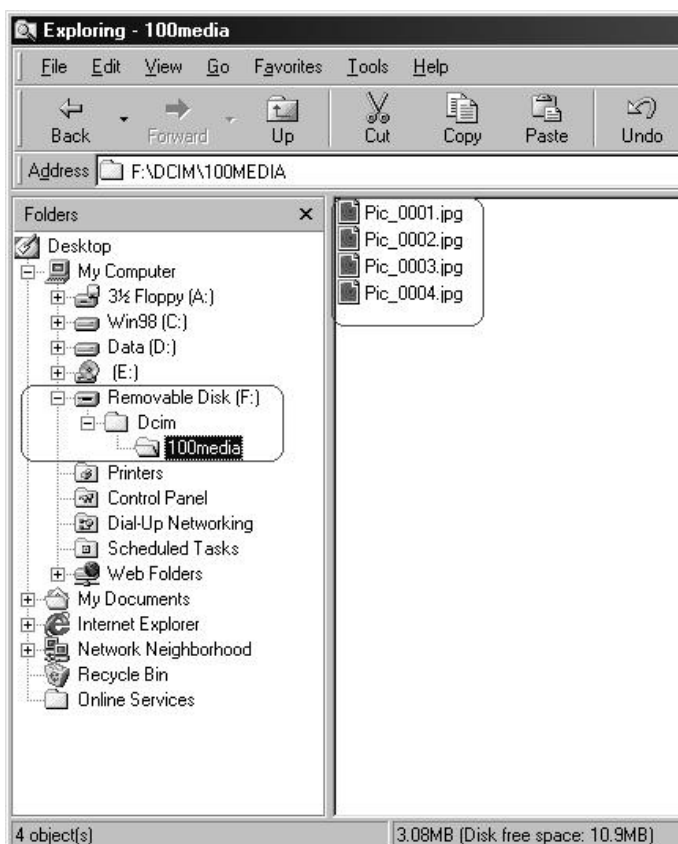 Exploring - 100media
File Edit View Go Favorites Tools Help
Back Forward Up Cut Copy Paste Undo
Address F:\DCIM\100MEDIA
Folders
Desktop
My Computer
3½ Floppy (A:)
Win98 (C:)
Data (D:)
(E:)
Removable Disk (F:)
Dcim
100media
Printers
Control Panel
Dial-Up Networking
Scheduled Tasks
Web Folders
My Documents
Internet Explorer
Network Neighborhood
Recycle Bin
Online Services
Pic_0001.jpg
Pic_0002.jpg
Pic_0003.jpg
Pic_0004.jpg
4 object(s) 3.08MB (Disk free space: 10.9MB)